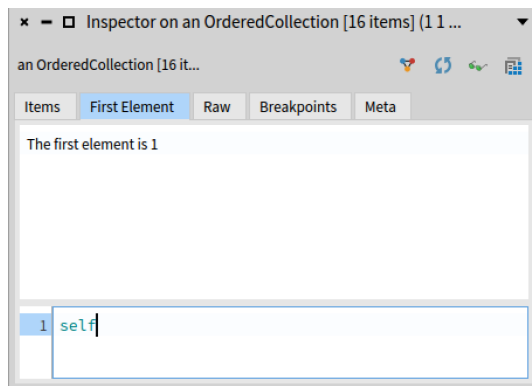 Inspector on an OrderedCollection [16 items] (1 1 ...
an OrderedCollection [16 it...
Items First Element Raw Breakpoints Meta
The first element is 1
1 self